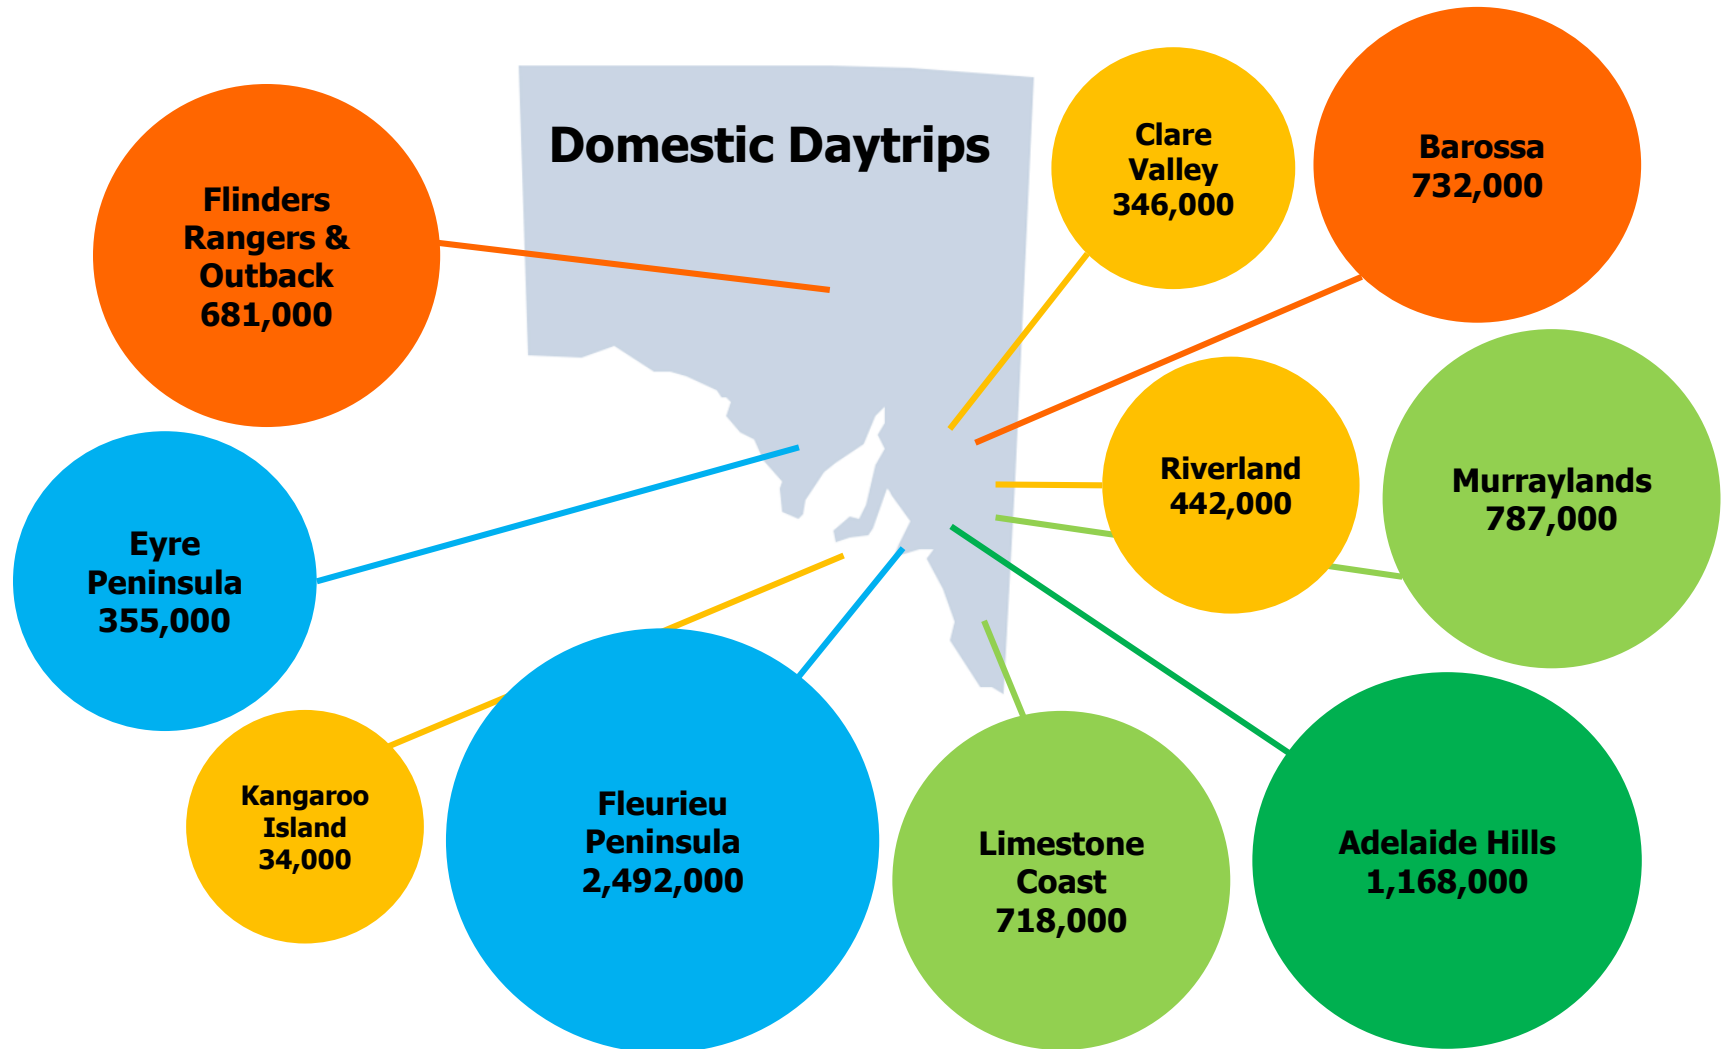 Domestic Daytrips
Flinders
Rangers &
Outback
681,000
Clare
Valley
346,000
Barossa
732,000
Riverland
442,000
Murraylands
787,000
Eyre
Peninsula
355,000
Kangaroo
Island
34,000
Fleurieu
Peninsula
2,492,000
Limestone
Coast
718,000
Adelaide Hills
1,168,000